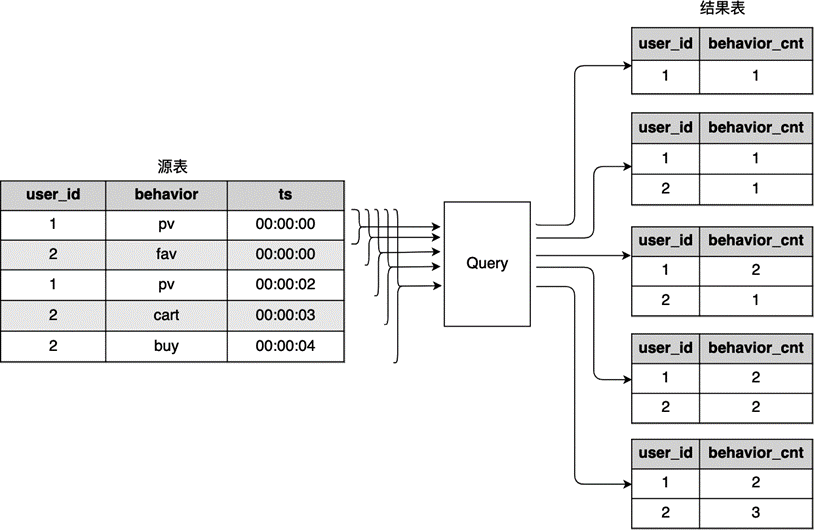 结果表
user_id behavior_cnt
1 1
user_id behavior_cnt
1 1
2 1
源表
user_id behavior ts
1 pv 00:00:00
2 fav 00:00:00
1 pv 00:00:02
2 cart 00:00:03
2 buy 00:00:04
Query
user_id behavior_cnt
1 2
2 1
user_id behavior_cnt
1 2
2 2
user_id behavior_cnt
1 2
2 3